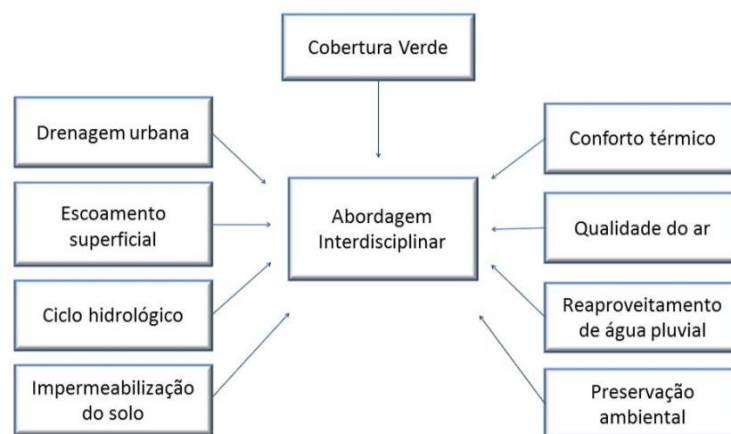 Cobertura Verde
Drenagem urbana
Escoamento
superficial
Ciclo hidrológico
Impermeabilização
do solo
Abordagem
Interdisciplinar
Conforto térmico
Qualidade do ar
Reaproveitamento
de água pluvial
Preservação
ambiental